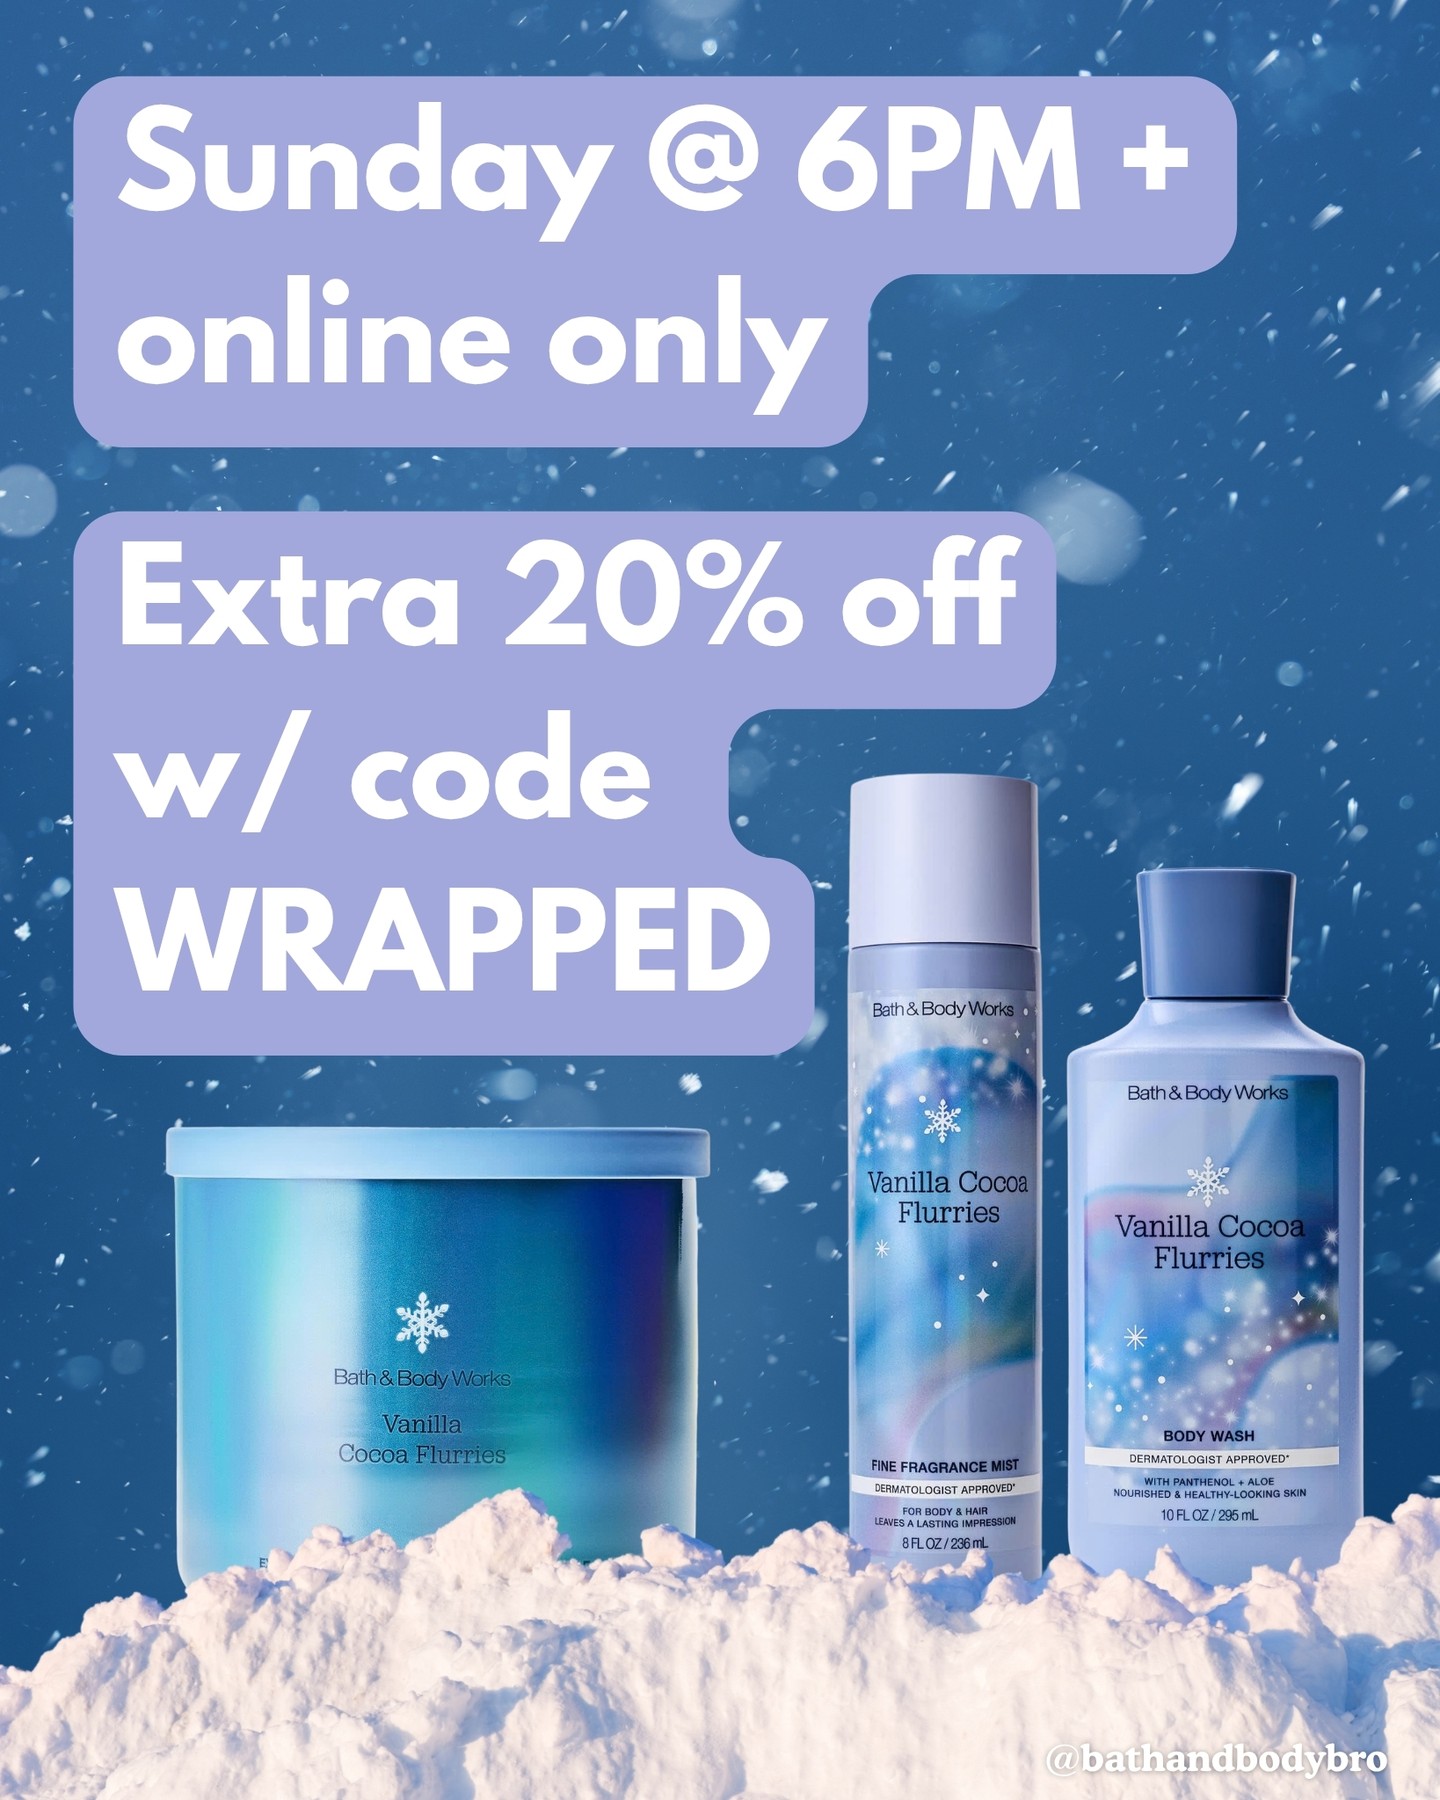 Sunday @ 6PM +
online only
Extra 20% off
w/ code
WRAPPED
Bath & Body Works
Vanilla Cocoa
Flurries
FINE FRAGRANCE MIST
DERMATOLOGIST APPROVED*
FOR BODY & HAIR
LEAVES A LASTING IMPRESSION
8 FL OZ / 236 mL
Bath & Body Works
Vanilla Cocoa
Flurries
BODY WASH
DERMATOLOGIST APPROVED*
WITH PANTHENOL + ALOE
NOURISHED & HEALTHY-LOOKING SKIN
10 FL OZ / 295 mL
Bath & Body Works
Vanilla
Cocoa Flurries
@bathandbodybro